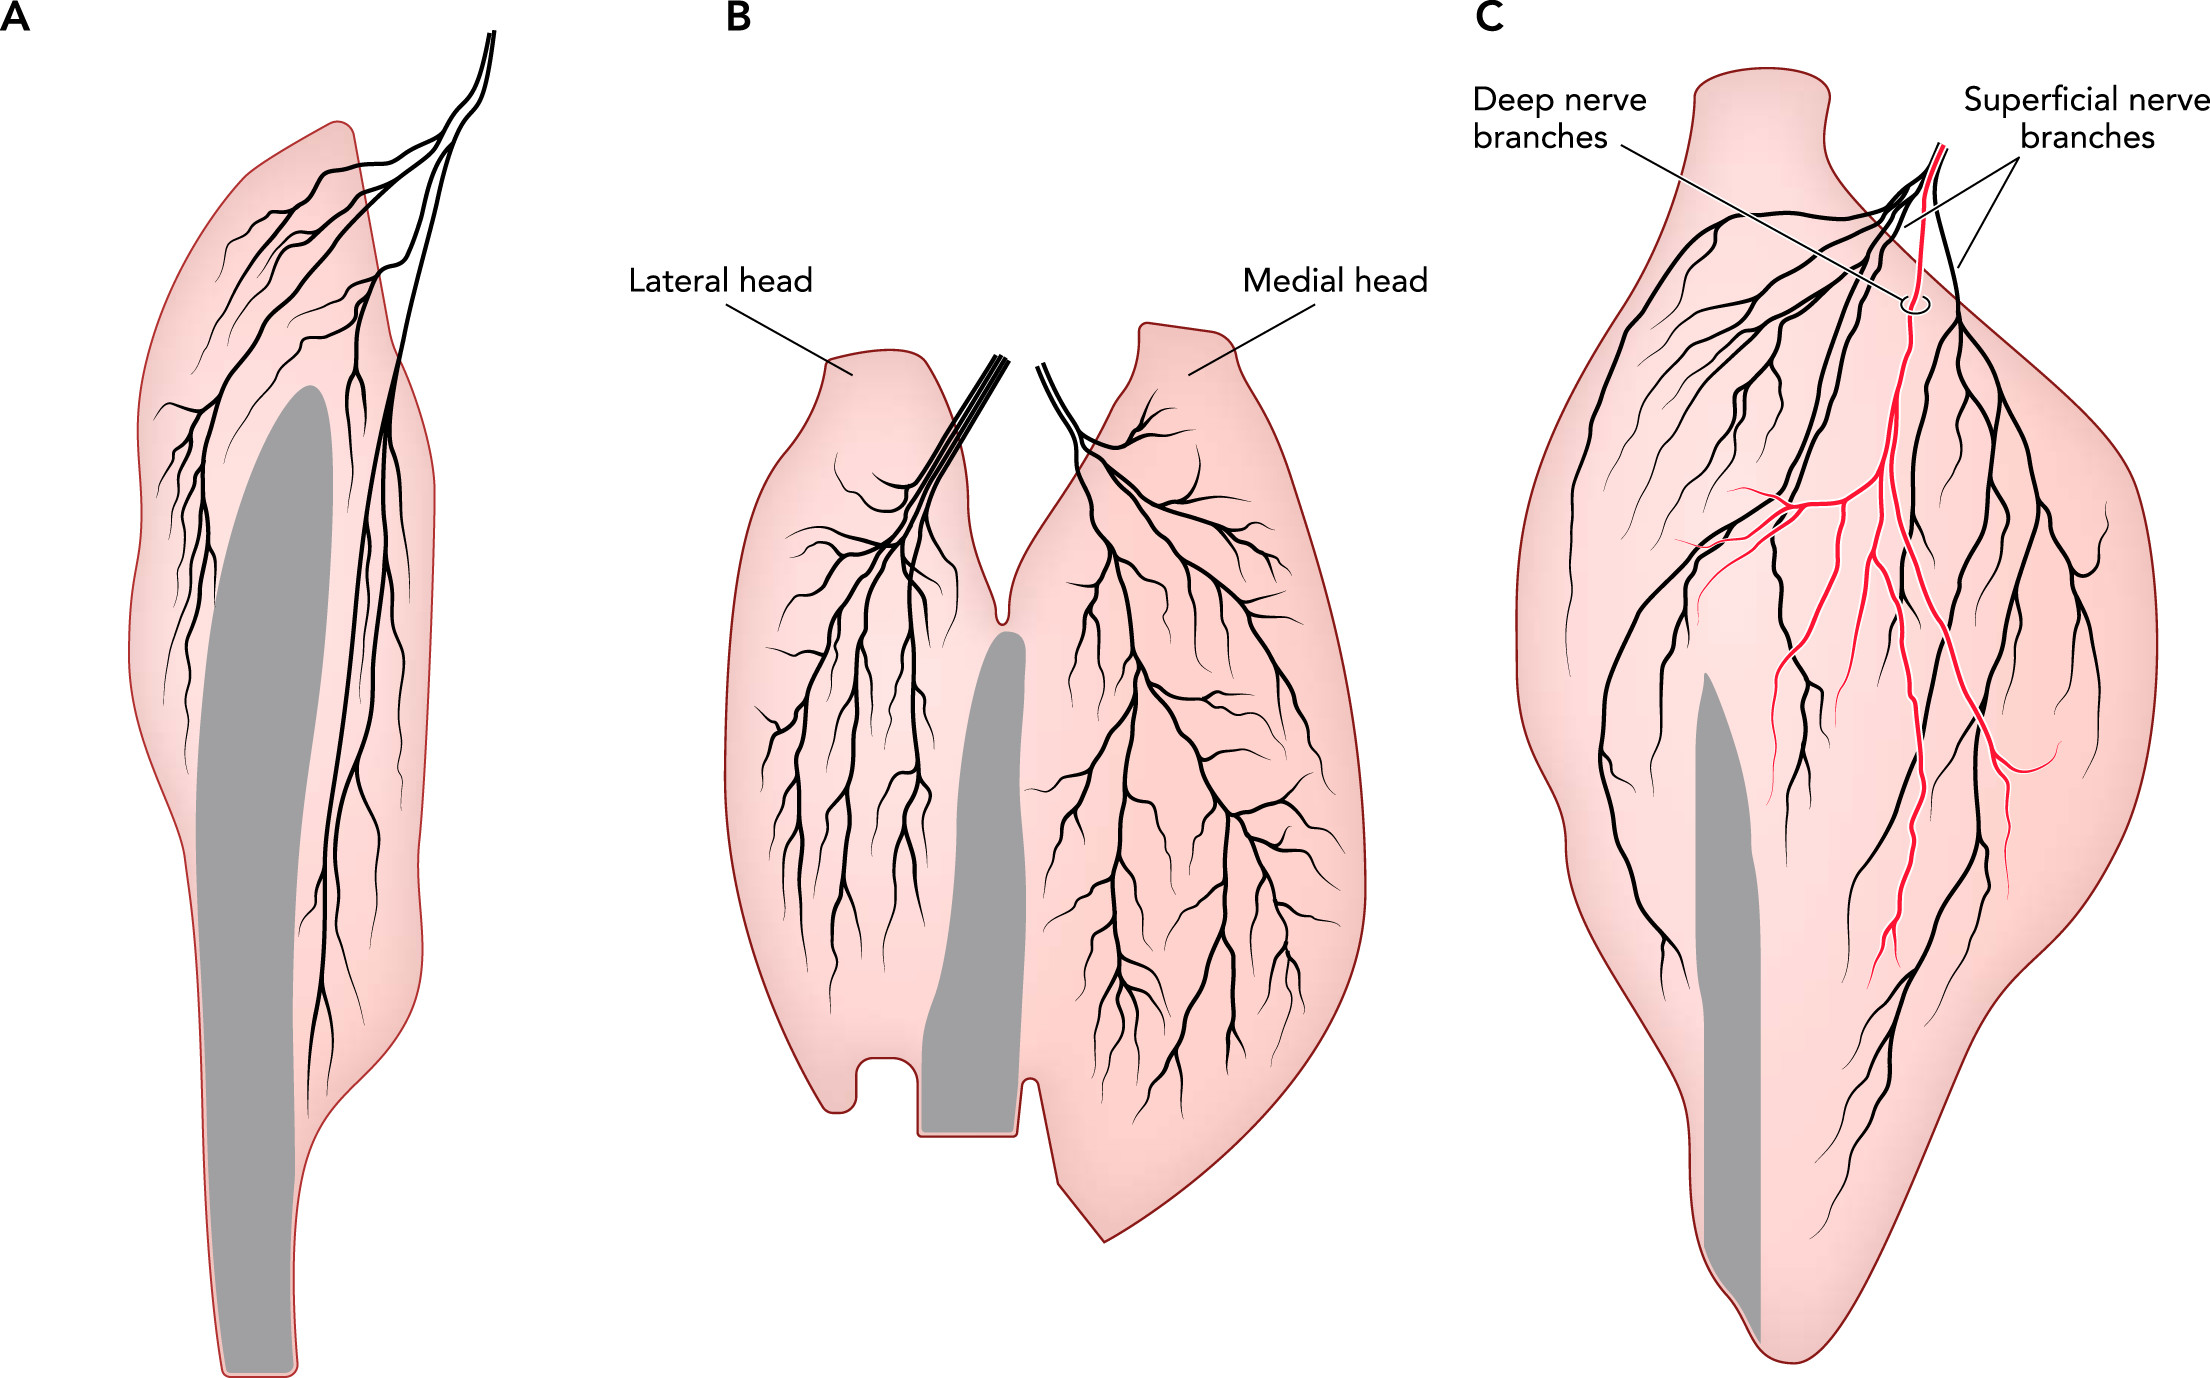 A
B
C
Deep nerve
branches
Superficial nerve
branches
Lateral head
Medial head